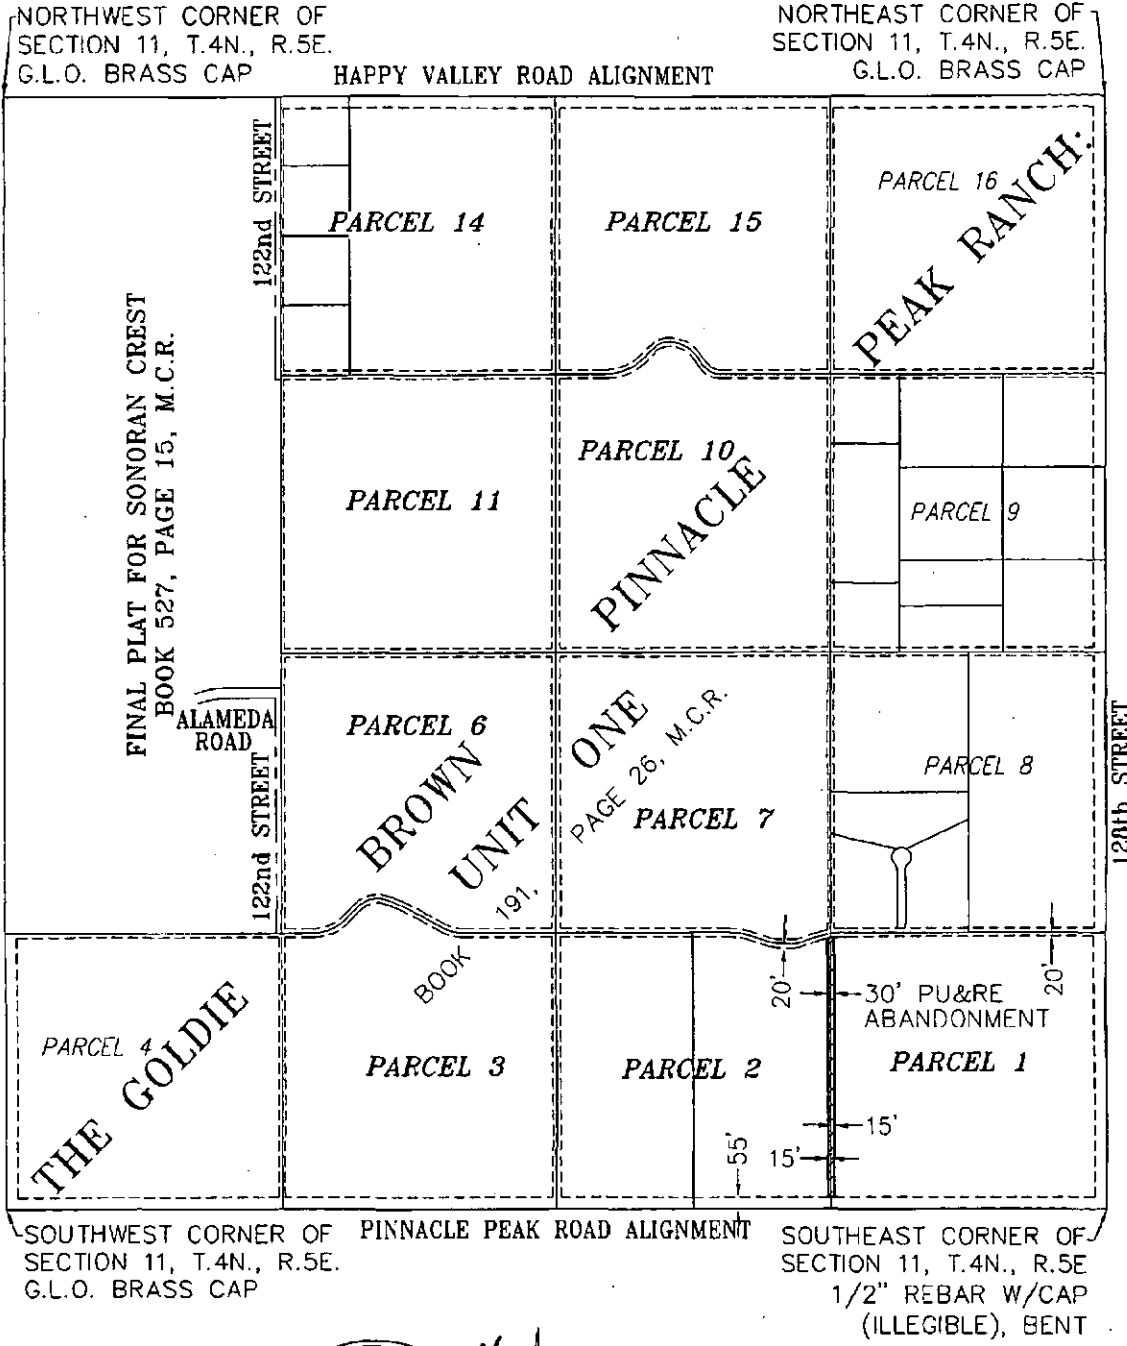 NORTHWEST CORNER OF
SECTION 11, T.4N., R.5E.
G.L.O. BRASS CAP
NORTHEAST CORNER OF
SECTION 11, T.4N., R.5E.
G.L.O. BRASS CAP
HAPPY VALLEY ROAD ALIGNMENT
122nd STREET
PARCEL 14
PARCEL 15
PARCEL 16
PEAK RANCH:
FINAL PLAT FOR SONORAN CREST
BOOK 527, PAGE 15, M.C.R.
PARCEL 11
PARCEL 10
PINNACLE
PARCEL 9
ALAMEDA
ROAD
122nd STREET
PARCEL 6
BROWN
UNIT ONE
BOOK 191, PAGE 26, M.C.R.
PARCEL 7
PARCEL 8
128th STREET
20'
20'
30' PU&RE
ABANDONMENT
PARCEL 4
THE GOLDIE
PARCEL 3
PARCEL 2
PARCEL 1
15'
15'
55'
PINNACLE PEAK ROAD ALIGNMENT
SOUTHWEST CORNER OF
SECTION 11, T.4N., R.5E.
G.L.O. BRASS CAP
SOUTHEAST CORNER OF
SECTION 11, T.4N., R.5E
1/2" REBAR W/CAP
(ILLEGIBLE), BENT